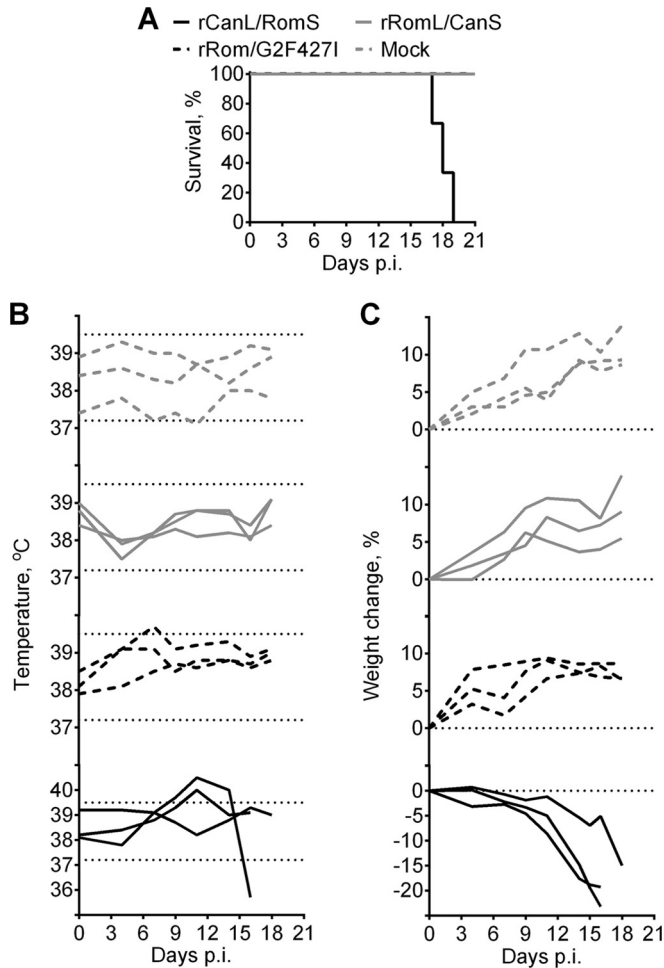 A
rCanL/RomS
rRomL/CanS
rRom/G2F427I
Mock
Survival, %
100
80
60
40
20
0
0 3 6 9 12 15 18 21
Days p.i.
B
Temperature, ºC
39
38
37
39
38
37
39
38
37
40
39
38
37
36
0 3 6 9 12 15 18 21
Days p.i.
C
Weight change, %
10
5
0
10
5
0
10
5
0
0
-5
-10
-15
-20
0 3 6 9 12 15 18 21
Days p.i.